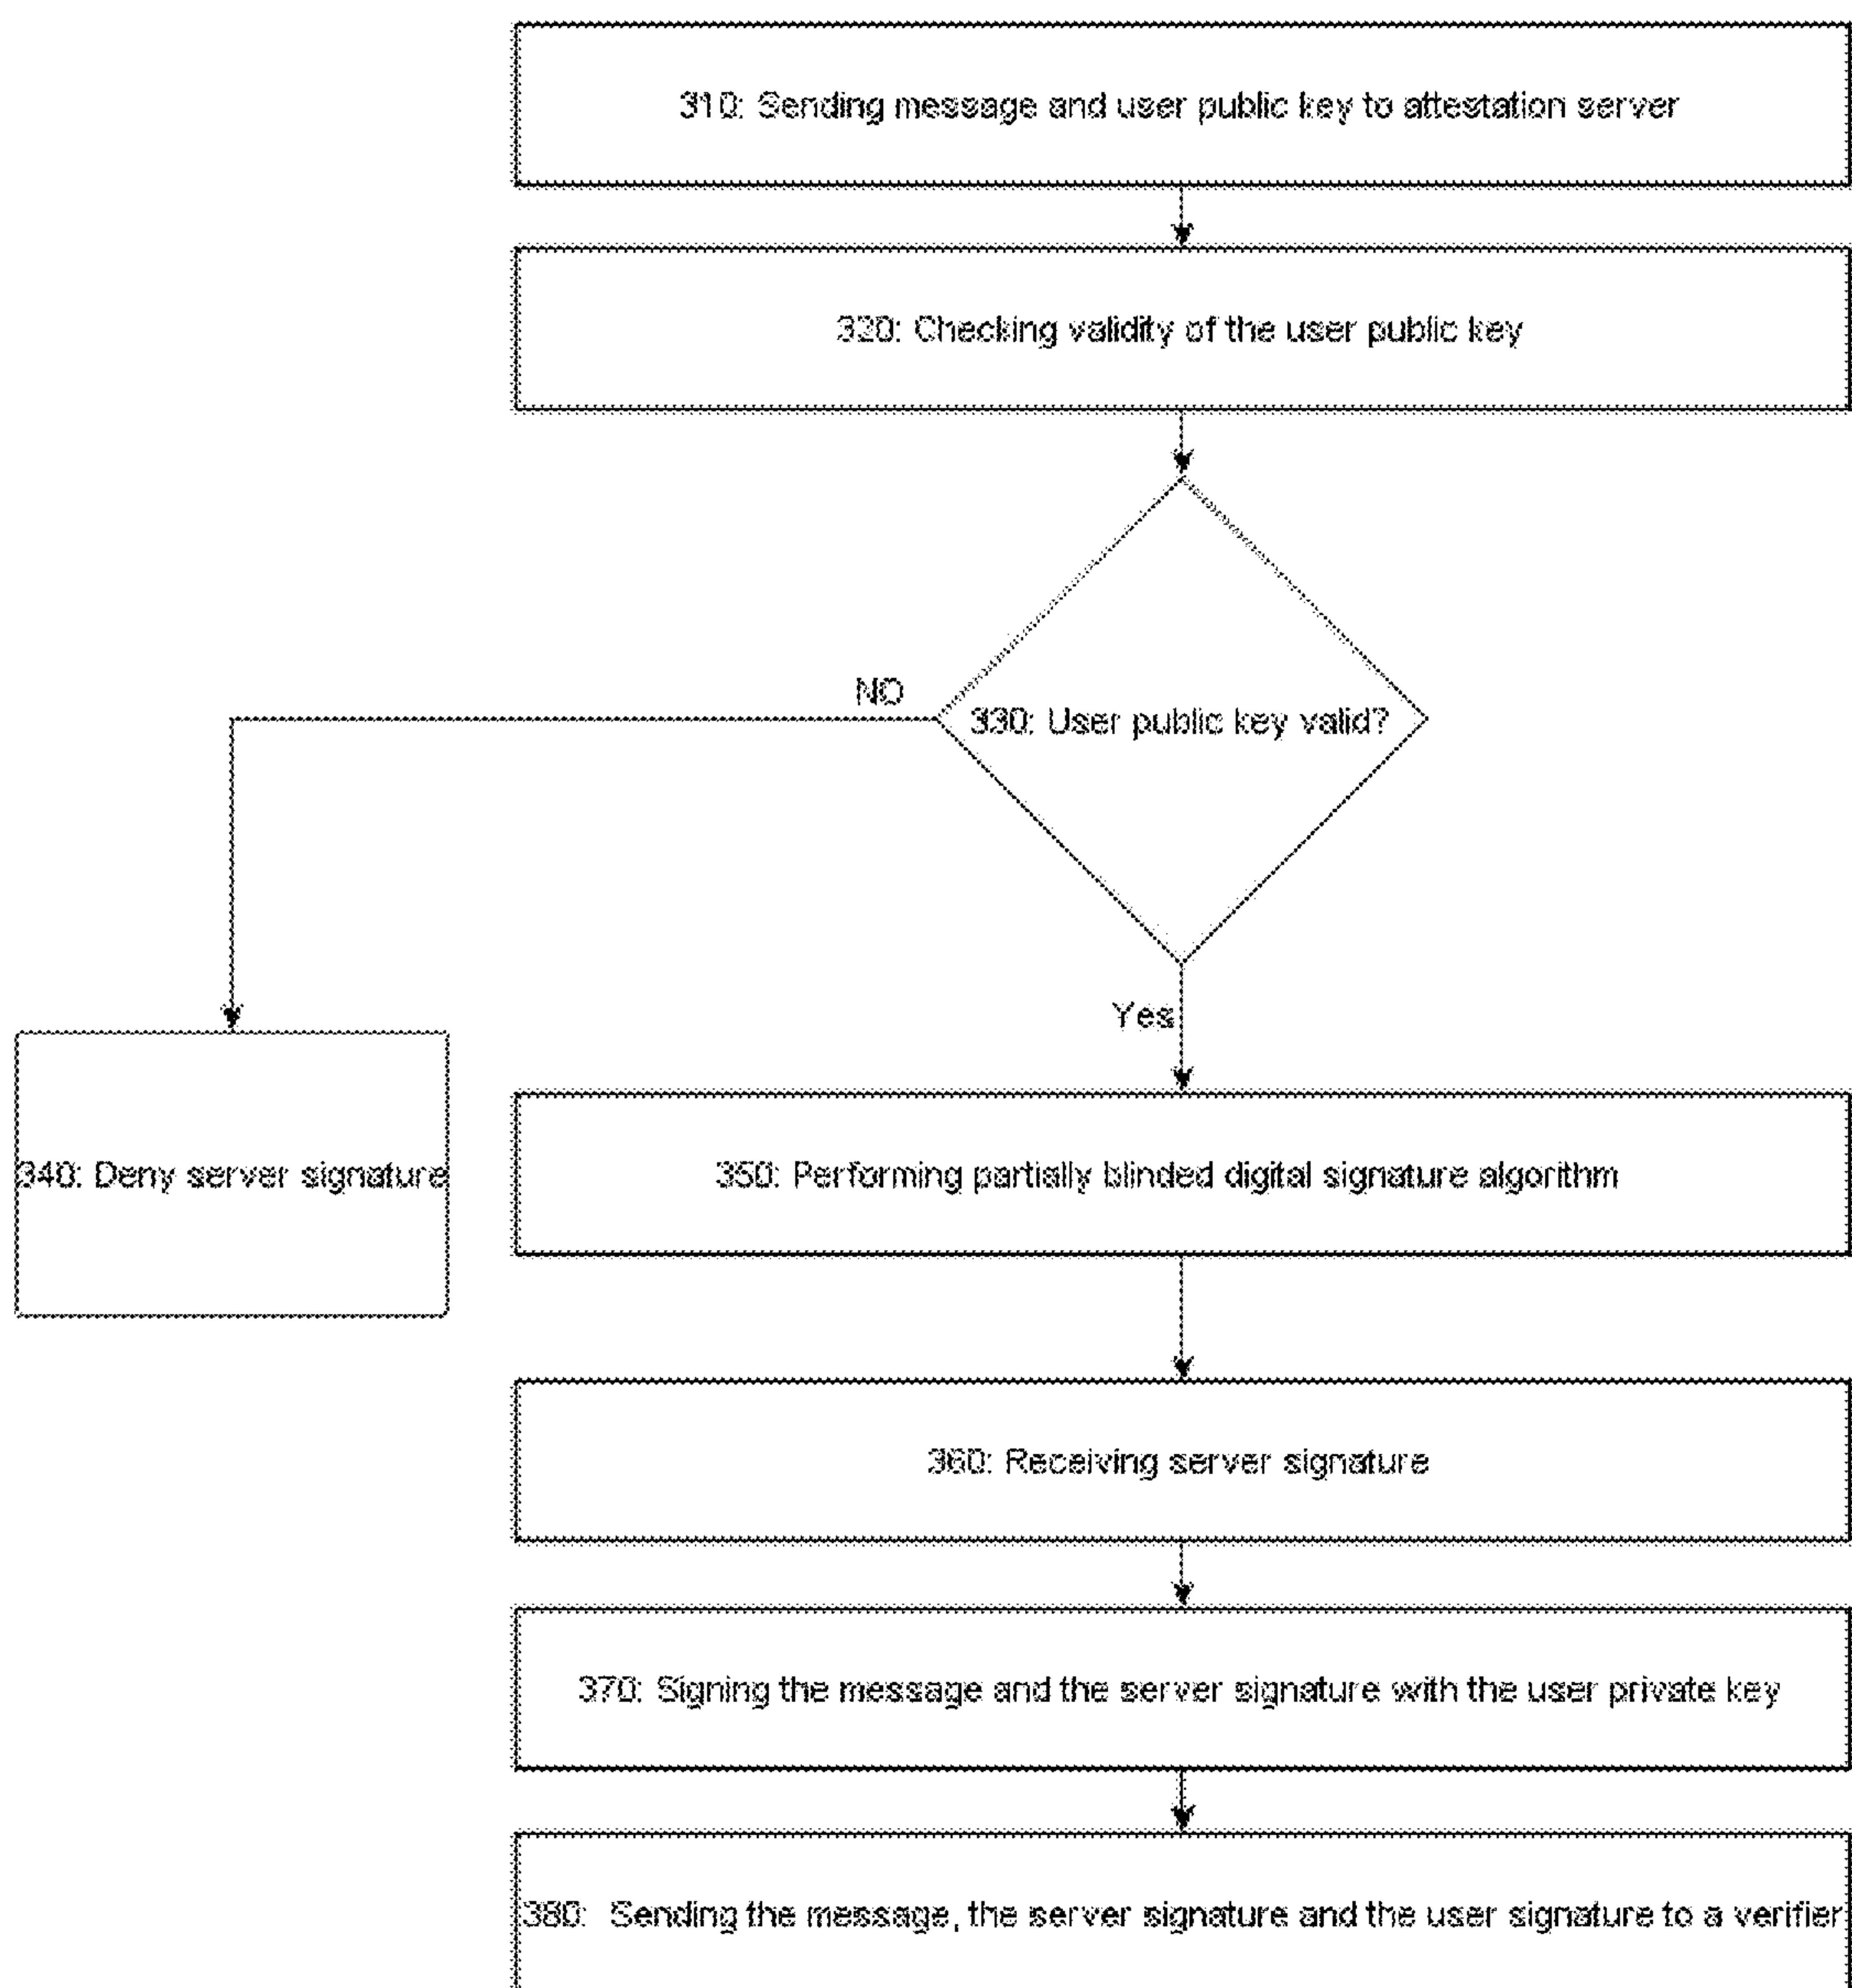 310: Sending message and user public key to attestation server
320: Checking validity of the user public key
330: User public key valid?
NO
Yes
340: Deny server signature
350: Performing partially blinded digital signature algorithm
360: Receiving server signature
370: Signing the message and the server signature with the user private key
380: Sending the message, the server signature and the user signature to a verifier